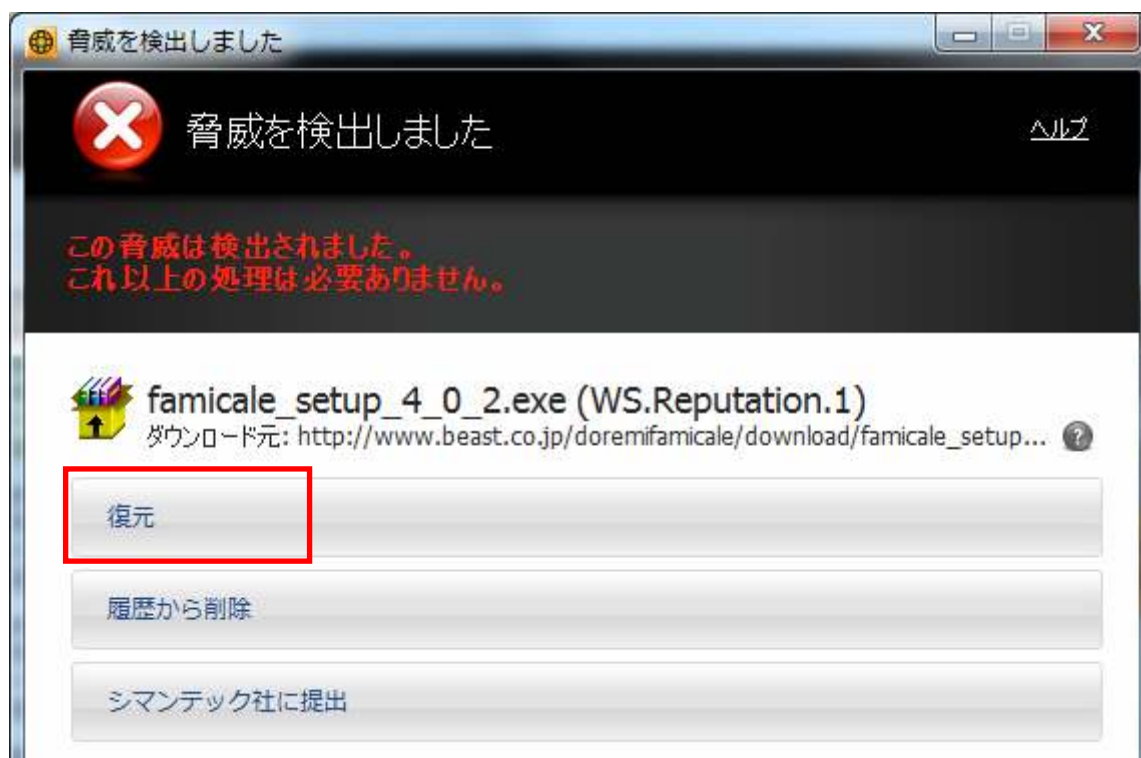 脅威を検出しました
脅威を検出しました
ヘルプ
この脅威は検出されました。
これ以上の処理は必要ありません。
famicale_setup_4_0_2.exe (WS.Reputation.1)
ダウンロード元: http://www.beast.co.jp/doremifamicale/download/famicale_setup...
復元
履歴から削除
シマンテック社に提出